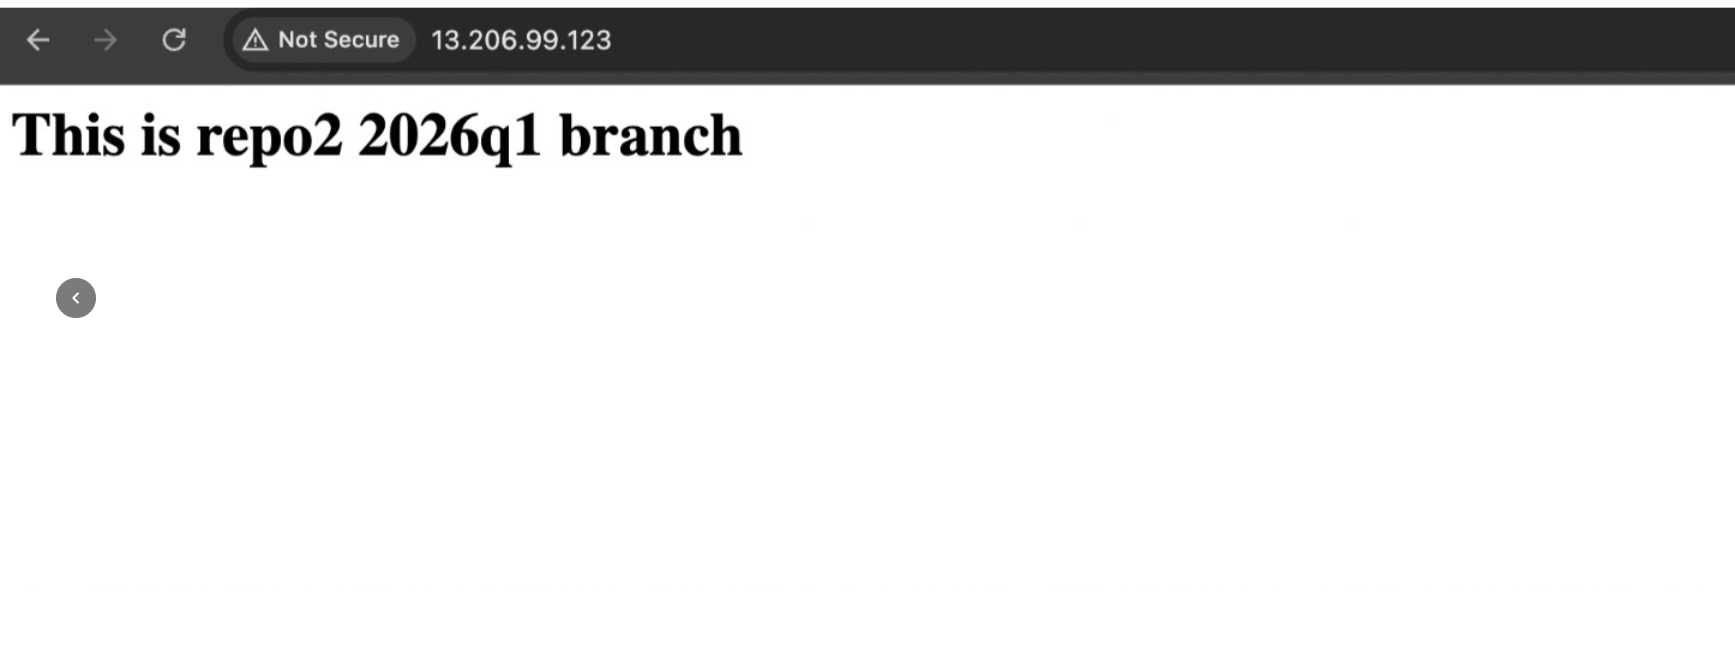 Not Secure 13.206.99.123
This is repo2 2026q1 branch